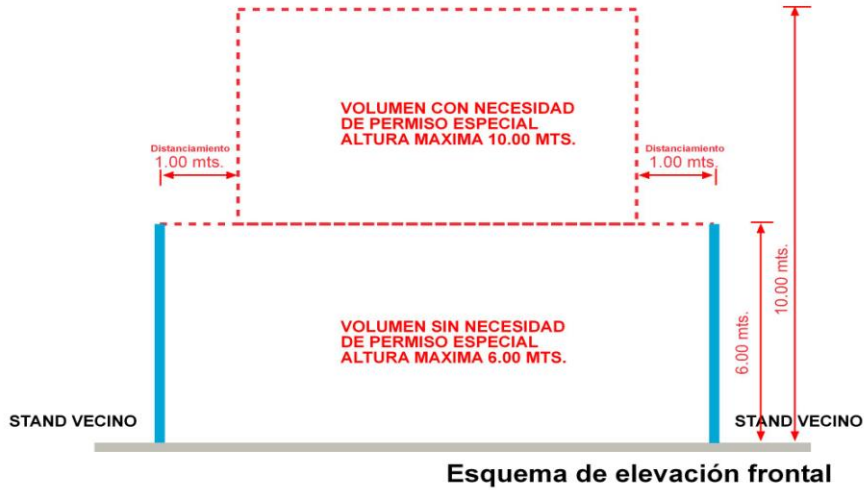 VOLUMEN CON NECESIDAD
DE PERMISO ESPECIAL
ALTURA MAXIMA 10.00 MTS.
Distanciamiento
1.00 mts.
Distanciamiento
1.00 mts.
10.00 mts.
6.00 mts.
VOLUMEN SIN NECESIDAD
DE PERMISO ESPECIAL
ALTURA MAXIMA 6.00 MTS.
STAND VECINO
STAND VECINO
Esquema de elevación frontal